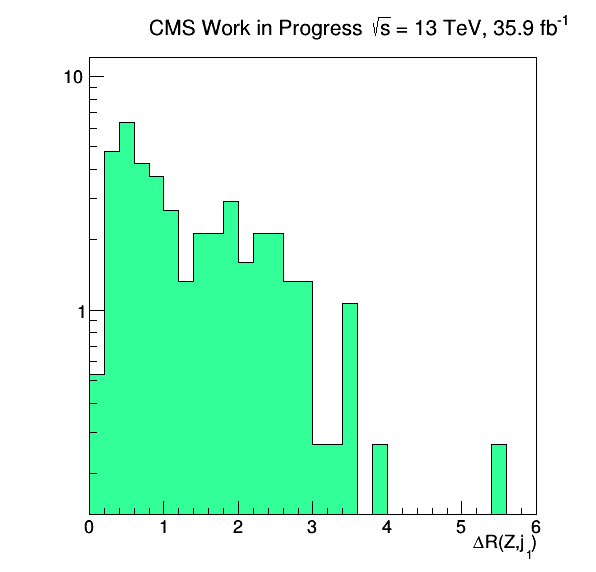 CMS Work in Progress √s = 13 TeV, 35.9 fb⁻¹
10
1
0 1 2 3 4 5 6
ΔR(Z,j₁)